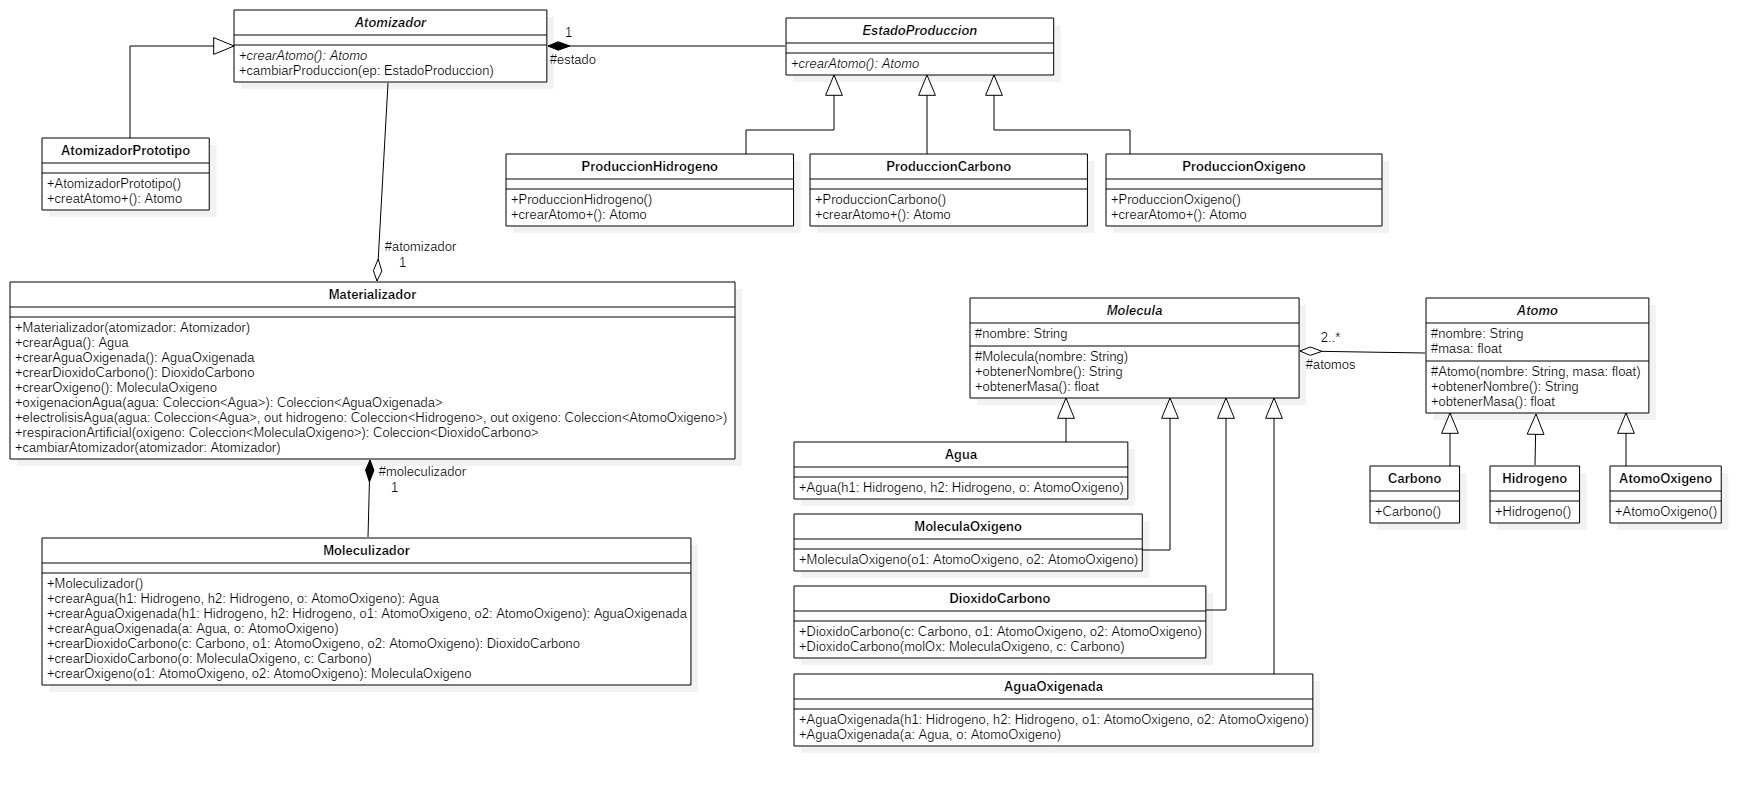 Atomizador
+crearAtomo(): Atomo
+cambiarProduccion(ep: EstadoProduccion)
1
#estado
EstadoProduccion
+crearAtomo(): Atomo
AtomizadorPrototipo
+AtomizadorPrototipo()
+creatAtomo+(): Atomo
ProduccionHidrogeno
+ProduccionHidrogeno()
+crearAtomo+(): Atomo
ProduccionCarbono
+ProduccionCarbono()
+crearAtomo+(): Atomo
ProduccionOxigeno
+ProduccionOxigeno()
+crearAtomo+(): Atomo
#atomizador
1
Materializador
+Materializador(atomizador: Atomizador)
+crearAgua(): Agua
+crearAguaOxigenada(): AguaOxigenada
+crearDioxidoCarbono(): DioxidoCarbono
+crearOxigeno(): MoleculaOxigeno
+oxigenacionAgua(agua: Coleccion<Agua>): Coleccion<AguaOxigenada>
+electrolisisAgua(agua: Coleccion<Agua>, out hidrogeno: Coleccion<Hidrogeno>, out oxigeno: Coleccion<AtomoOxigeno>)
+respiracionArtificial(oxigeno: Coleccion<MoleculaOxigeno>): Coleccion<DioxidoCarbono>
+cambiarAtomizador(atomizador: Atomizador)
#moleculizador
1
Moleculizador
+Moleculizador()
+crearAgua(h1: Hidrogeno, h2: Hidrogeno, o: AtomoOxigeno): Agua
+crearAguaOxigenada(h1: Hidrogeno, h2: Hidrogeno, o1: AtomoOxigeno, o2: AtomoOxigeno): AguaOxigenada
+crearAguaOxigenada(a: Agua, o: AtomoOxigeno)
+crearDioxidoCarbono(c: Carbono, o1: AtomoOxigeno, o2: AtomoOxigeno): DioxidoCarbono
+crearDioxidoCarbono(o: MoleculaOxigeno, c: Carbono)
+crearOxigeno(o1: AtomoOxigeno, o2: AtomoOxigeno): MoleculaOxigeno
Molecula
#nombre: String
#Molecula(nombre: String)
+obtenerNombre(): String
+obtenerMasa(): float
2..*
#atomos
Atomo
#nombre: String
#masa: float
#Atomo(nombre: String, masa: float)
+obtenerNombre(): String
+obtenerMasa(): float
Agua
+Agua(h1: Hidrogeno, h2: Hidrogeno, o: AtomoOxigeno)
MoleculaOxigeno
+MoleculaOxigeno(o1: AtomoOxigeno, o2: AtomoOxigeno)
DioxidoCarbono
+DioxidoCarbono(c: Carbono, o1: AtomoOxigeno, o2: AtomoOxigeno)
+DioxidoCarbono(molOx: MoleculaOxigeno, c: Carbono)
AguaOxigenada
+AguaOxigenada(h1: Hidrogeno, h2: Hidrogeno, o1: AtomoOxigeno, o2: AtomoOxigeno)
+AguaOxigenada(a: Agua, o: AtomoOxigeno)
Carbono
+Carbono()
Hidrogeno
+Hidrogeno()
AtomoOxigeno
+AtomoOxigeno()